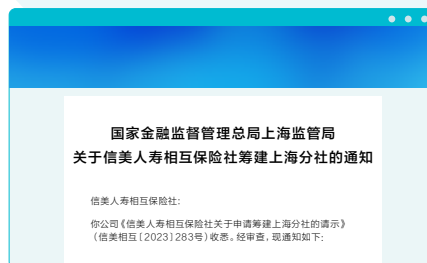 国家金融监督管理总局上海监管局
关于信美人寿相互保险社筹建上海分社的通知
信美人寿相互保险社：
你公司《信美人寿相互保险社关于申请筹建上海分社的请示》
（信美相互〔2023〕283号）收悉。经审查，现通知如下：